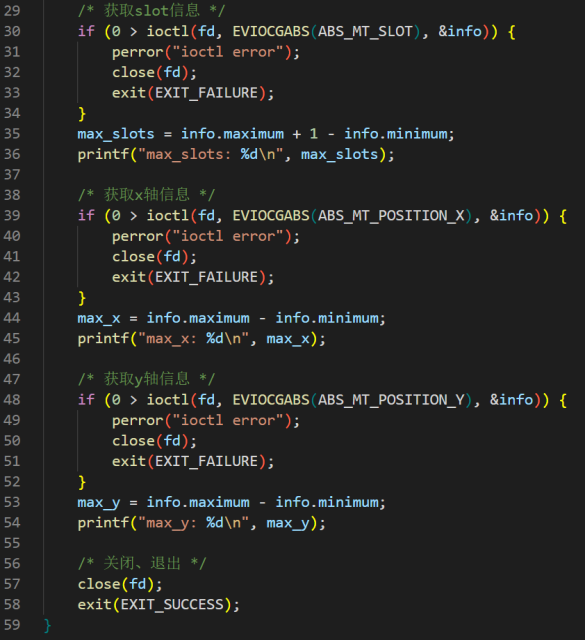 29 /* 获取slot信息 */
30 if (0 > ioctl(fd, EVIOCGABS(ABS_MT_SLOT), &info)) {
31 perror("ioctl error");
32 close(fd);
33 exit(EXIT_FAILURE);
34 }
35 max_slots = info.maximum + 1 - info.minimum;
36 printf("max_slots: %d\n", max_slots);
37
38 /* 获取x轴信息 */
39 if (0 > ioctl(fd, EVIOCGABS(ABS_MT_POSITION_X), &info)) {
40 perror("ioctl error");
41 close(fd);
42 exit(EXIT_FAILURE);
43 }
44 max_x = info.maximum - info.minimum;
45 printf("max_x: %d\n", max_x);
46
47 /* 获取y轴信息 */
48 if (0 > ioctl(fd, EVIOCGABS(ABS_MT_POSITION_Y), &info)) {
49 perror("ioctl error");
50 close(fd);
51 exit(EXIT_FAILURE);
52 }
53 max_y = info.maximum - info.minimum;
54 printf("max_y: %d\n", max_y);
55
56 /* 关闭、退出 */
57 close(fd);
58 exit(EXIT_SUCCESS);
59 }